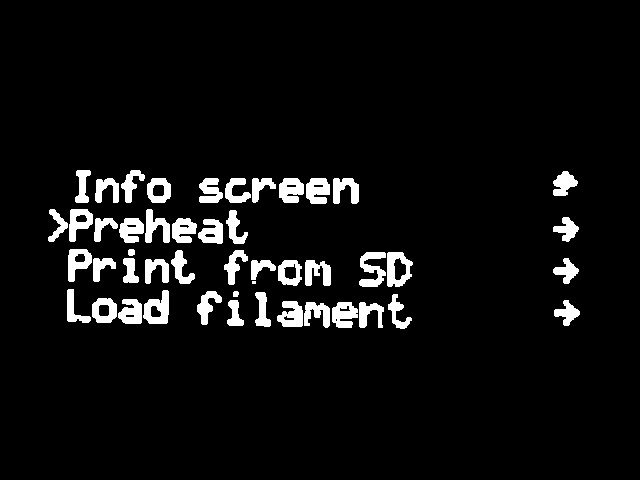 Info screen
>Preheat →
Print from SD →
Load filament →